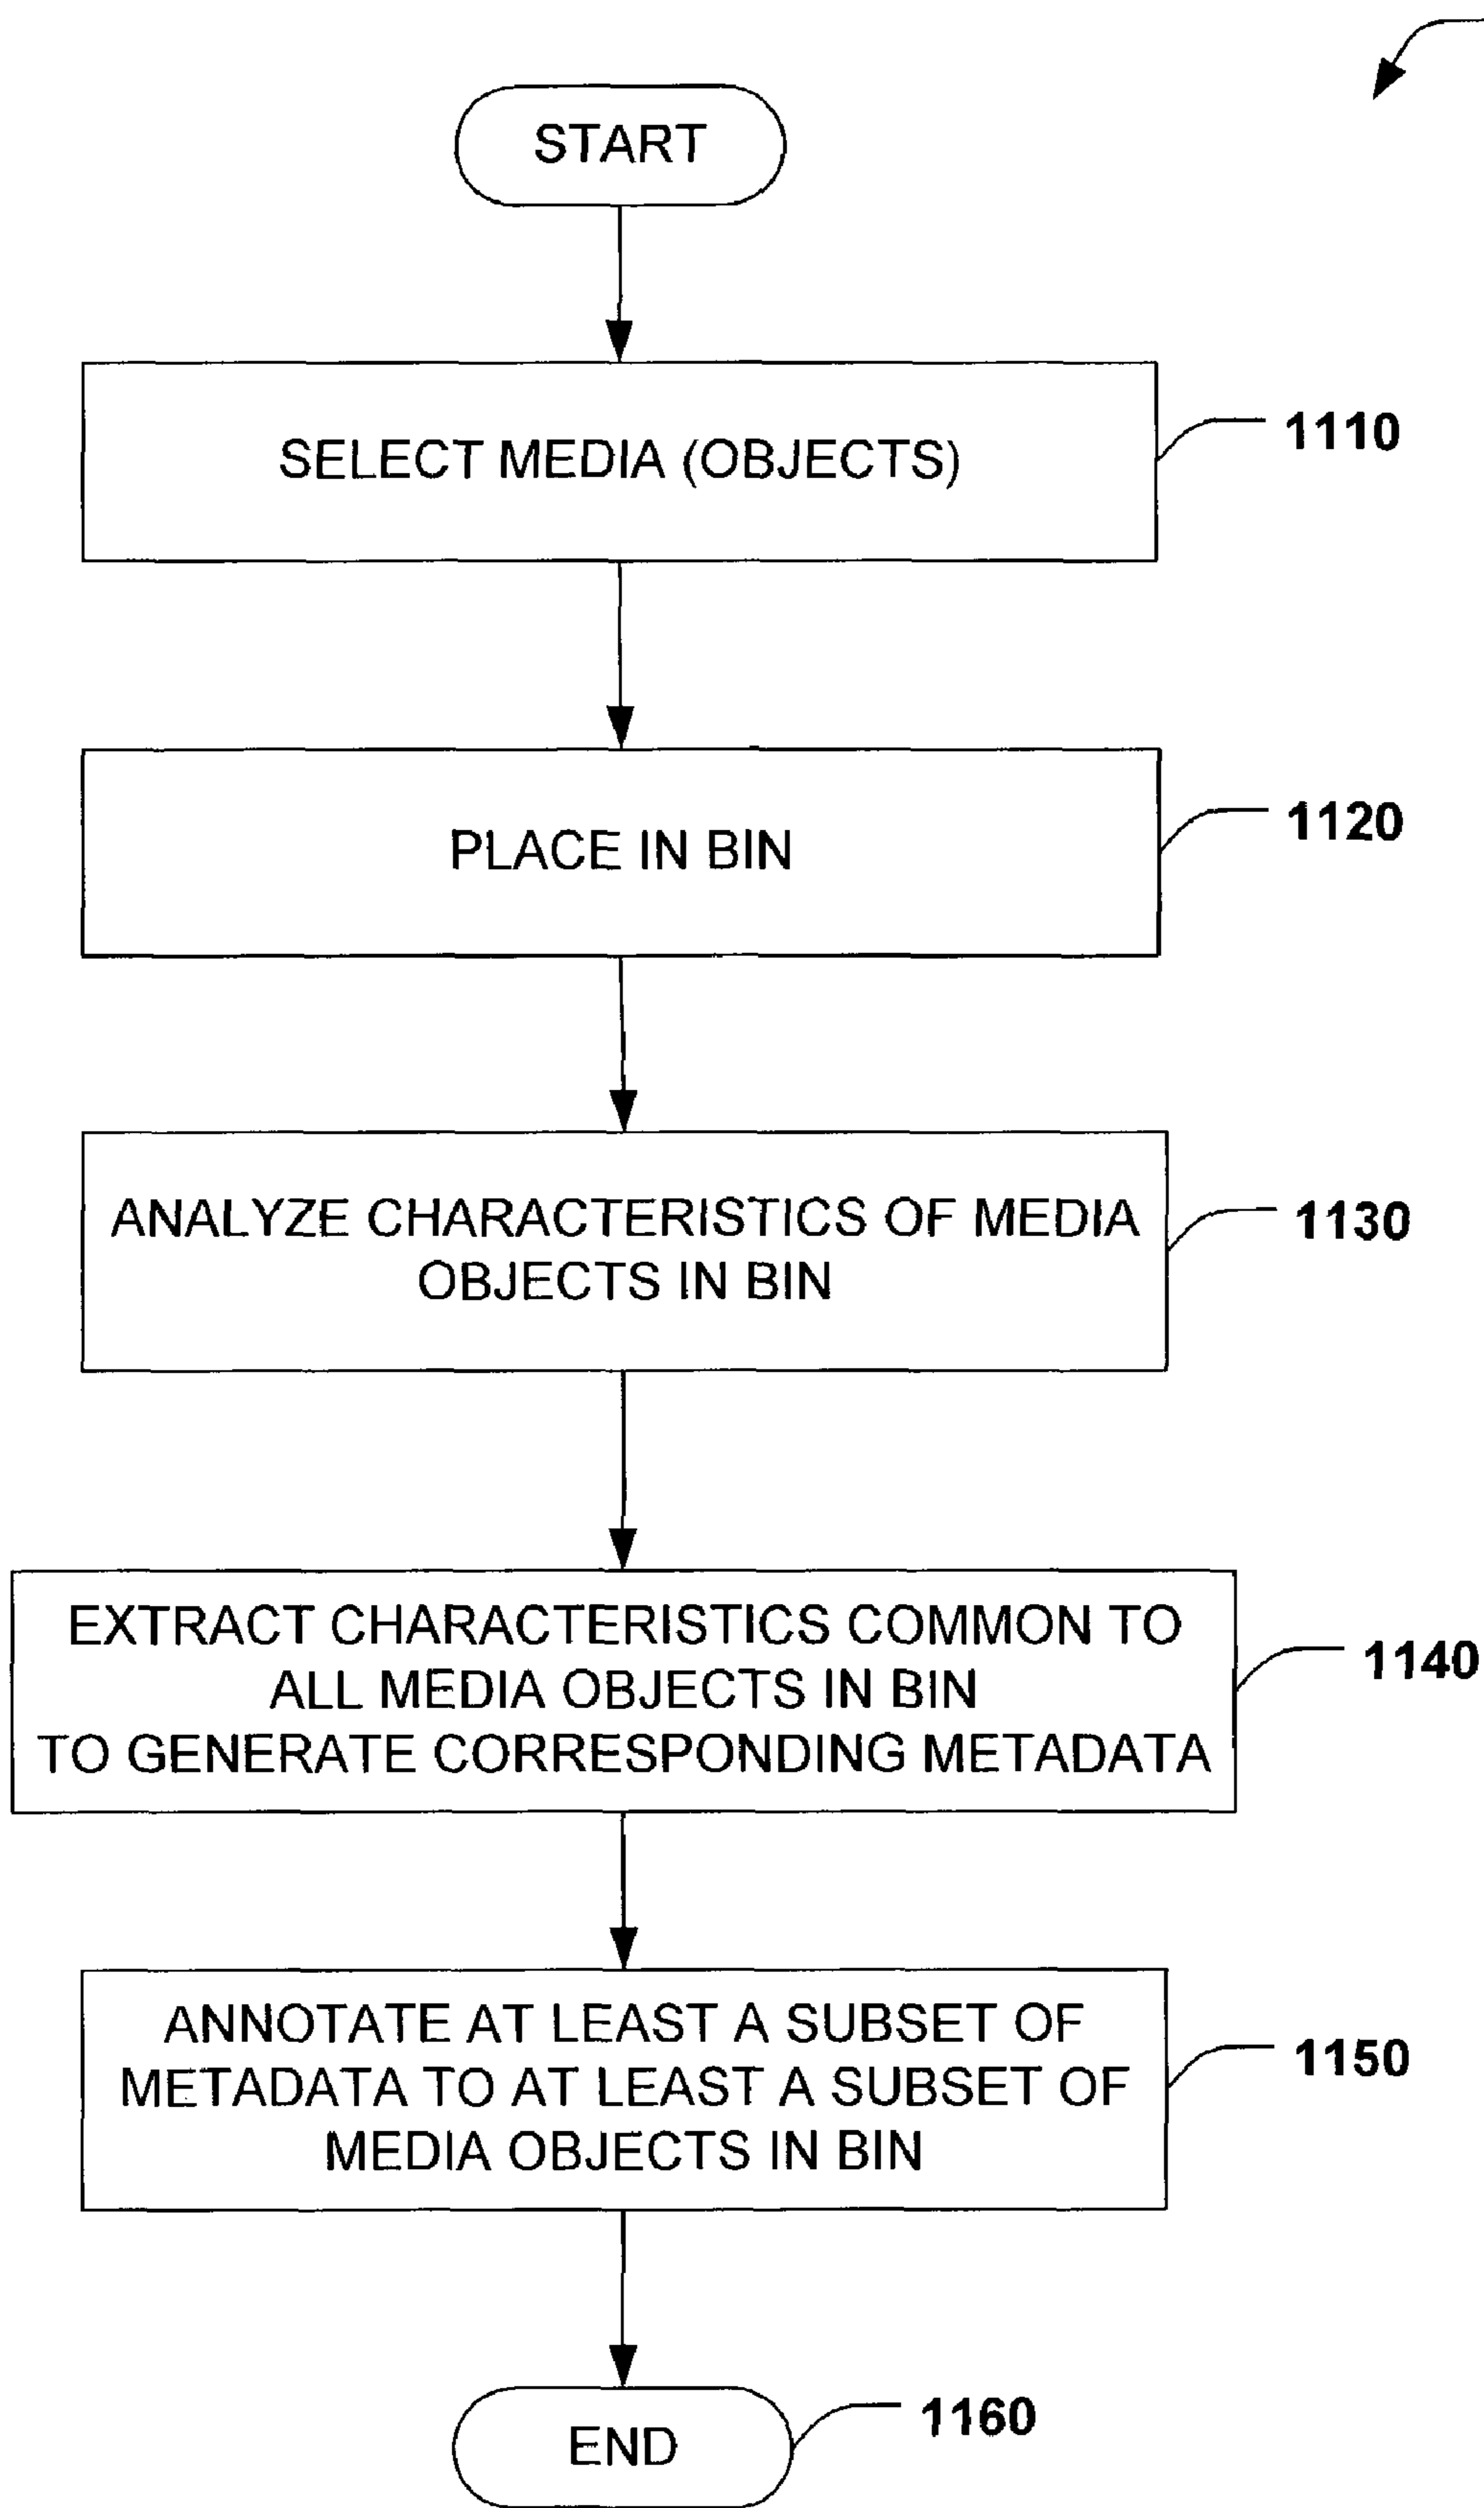 START
SELECT MEDIA (OBJECTS)
1110
PLACE IN BIN
1120
ANALYZE CHARACTERISTICS OF MEDIA
OBJECTS IN BIN
1130
EXTRACT CHARACTERISTICS COMMON TO
ALL MEDIA OBJECTS IN BIN
TO GENERATE CORRESPONDING METADATA
1140
ANNOTATE AT LEAST A SUBSET OF
METADATA TO AT LEAST A SUBSET OF
MEDIA OBJECTS IN BIN
1150
END
1160